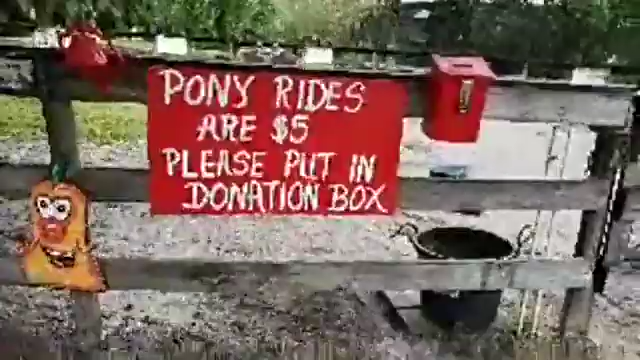 PONY RIDES
ARE $5
PLEASE PUT IN
DONATION BOX